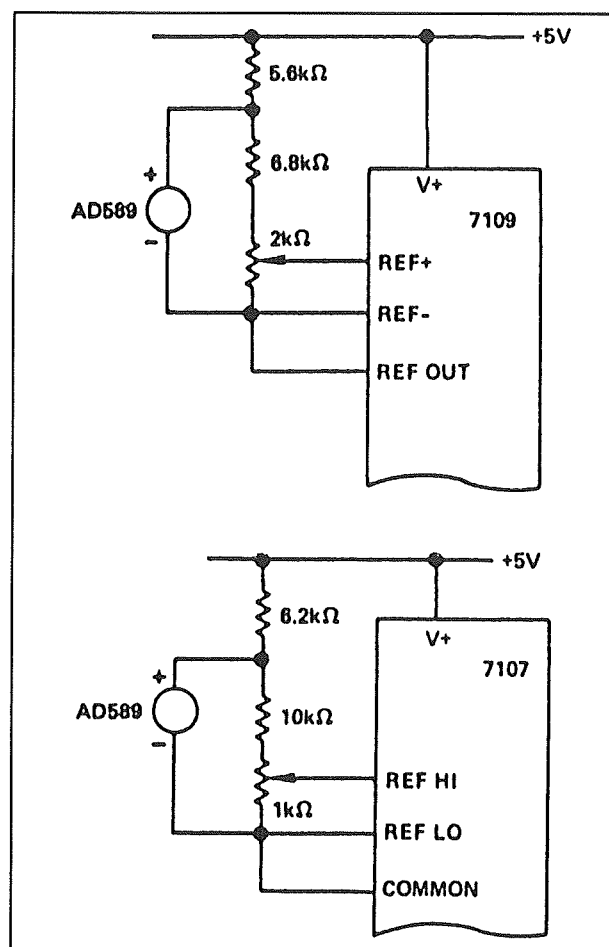 +5V
5.6kΩ
6.8kΩ
+
AD589
−
V+
7109
2kΩ
REF+
REF-
REF OUT
+5V
6.2kΩ
V+
7107
+
AD589
−
10kΩ
REF HI
1kΩ
REF LO
COMMON